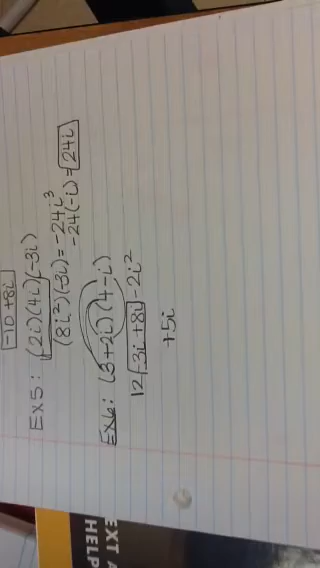 -10 + 8i
Ex5: (2i)(4i)(-3i)
(8i²)(-3i) = -24i³
-24(-i) = 24i
Ex6: (3+2i)(4-i)
12 -3i + 8i - 2i²
+5i
EXT A
HELP